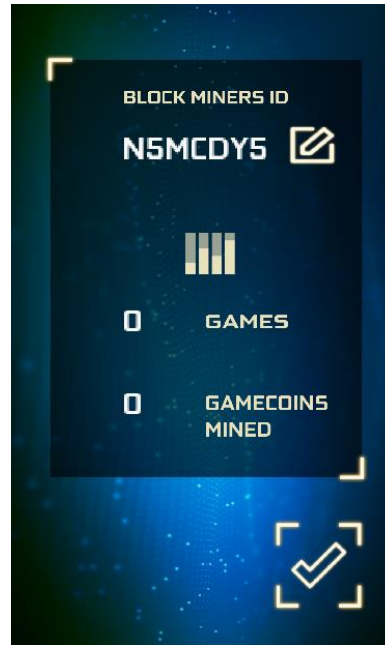 BLOCK MINERS ID
N5MCDY5
0 GAMES
0 GAMECOINS
MINED